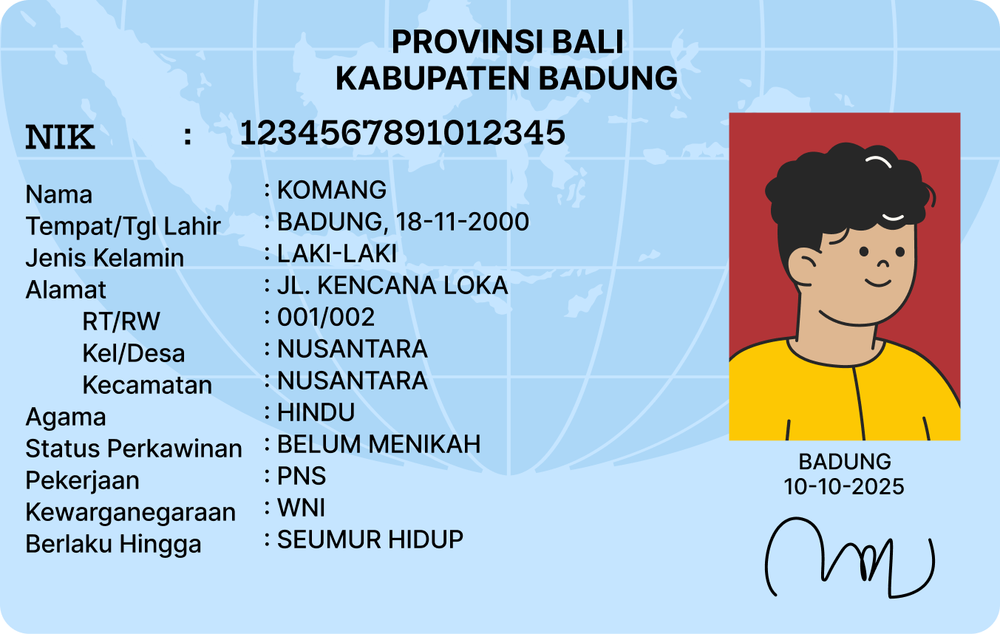 PROVINSI BALI
KABUPATEN BADUNG
NIK : 1234567891012345
Nama : KOMANG
Tempat/Tgl Lahir : BADUNG, 18-11-2000
Jenis Kelamin : LAKI-LAKI
Alamat : JL. KENCANA LOKA
RT/RW : 001/002
Kel/Desa : NUSANTARA
Kecamatan : NUSANTARA
Agama : HINDU
Status Perkawinan : BELUM MENIKAH
Pekerjaan : PNS
Kewarganegaraan : WNI
Berlaku Hingga : SEUMUR HIDUP
BADUNG
10-10-2025